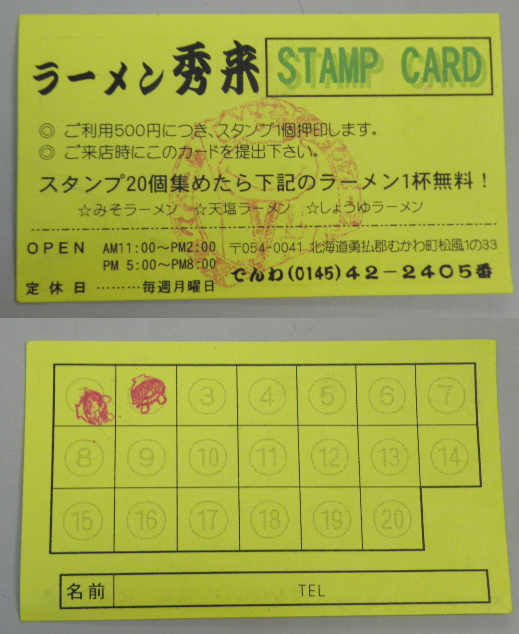 ラーメン 秀来 STAMP CARD
◎ ご利用500円につき、スタンプ1個押印します。
◎ ご来店時にこのカードを提出下さい。
スタンプ20個集めたら下記のラーメン1杯無料！
☆みそラーメン ☆天塩ラーメン ☆しょうゆラーメン
OPEN AM11:00～PM2:00 〒054-0041 北海道勇払郡むかわ町松風1の33
PM 5:00～PM8:00 でんわ(0145)42-2405番
定休日………毎週月曜日
3 4 5 6 7
8 9 10 11 12 13 14
15 16 17 18 19 20
名前 TEL